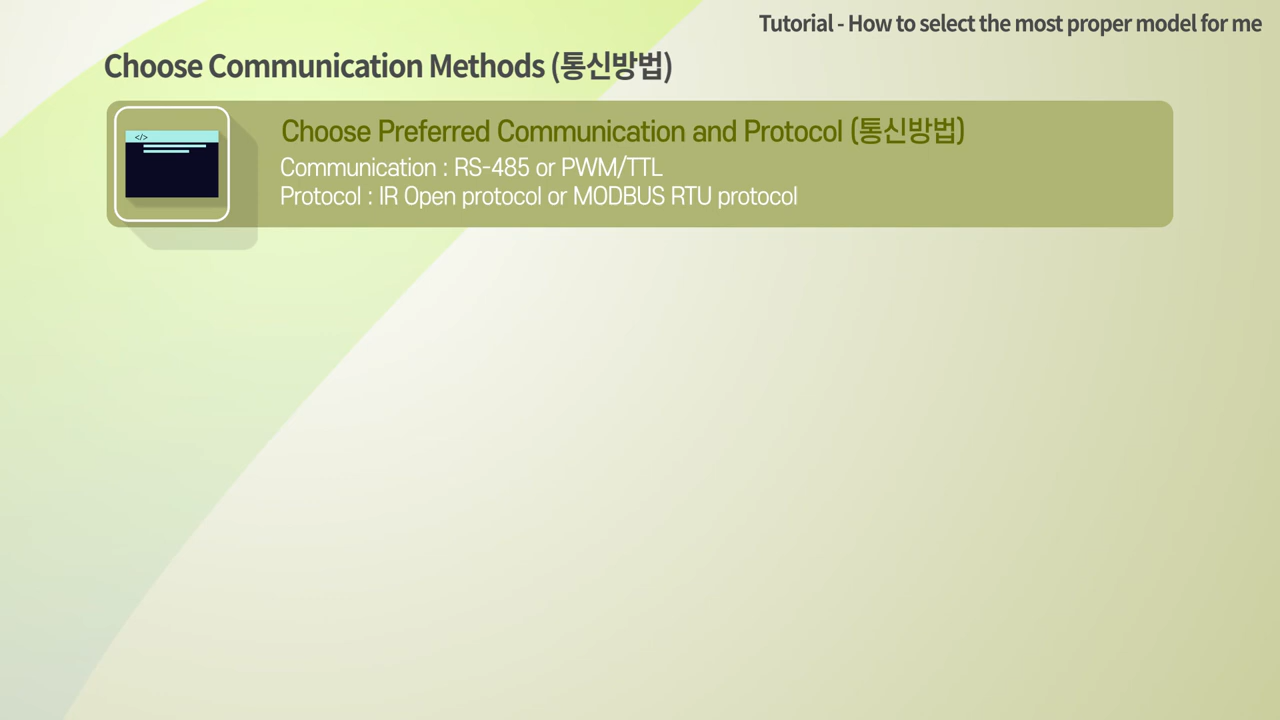 Tutorial - How to select the most proper model for me
Choose Communication Methods (통신방법)
</>
Choose Preferred Communication and Protocol (통신방법)
Communication : RS-485 or PWM/TTL
Protocol : IR Open protocol or MODBUS RTU protocol